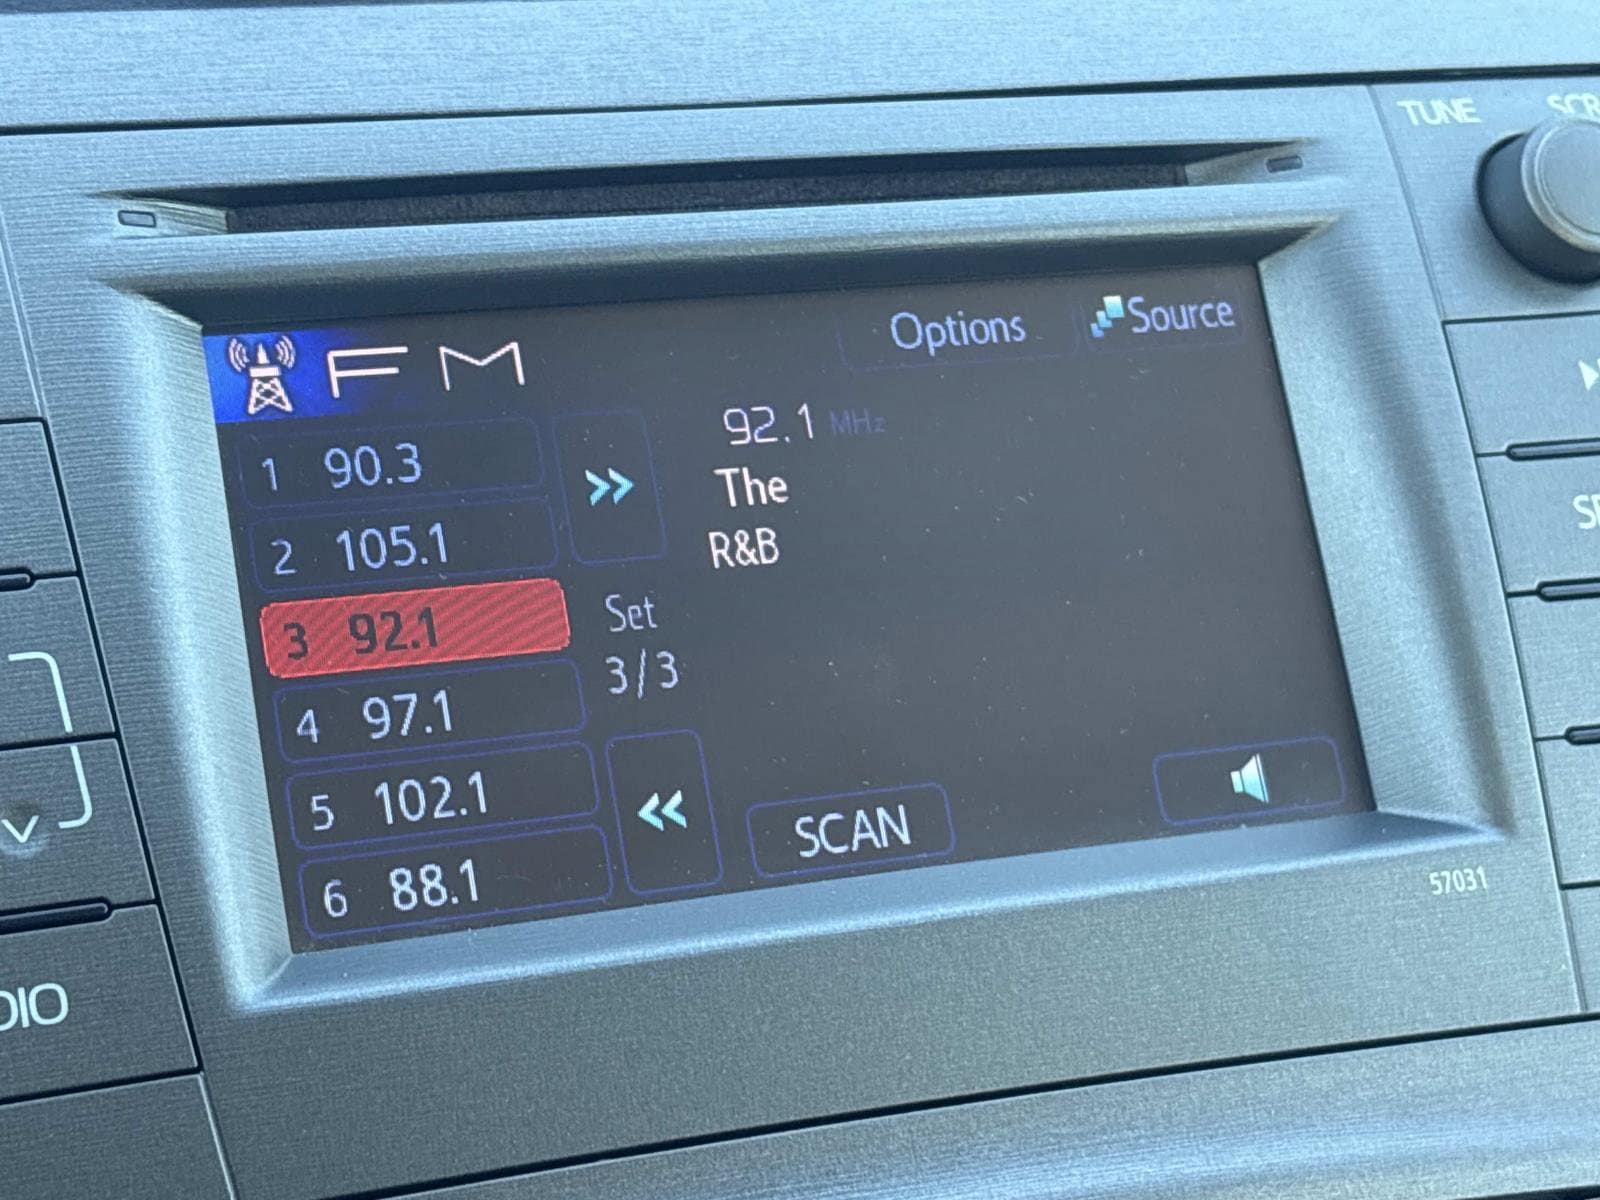 TUNE
FM
Options
Source
92.1 MHz
The
R&B
1 90.3
2 105.1
3 92.1
4 97.1
5 102.1
6 88.1
>>
Set
3/3
<<
SCAN
57031